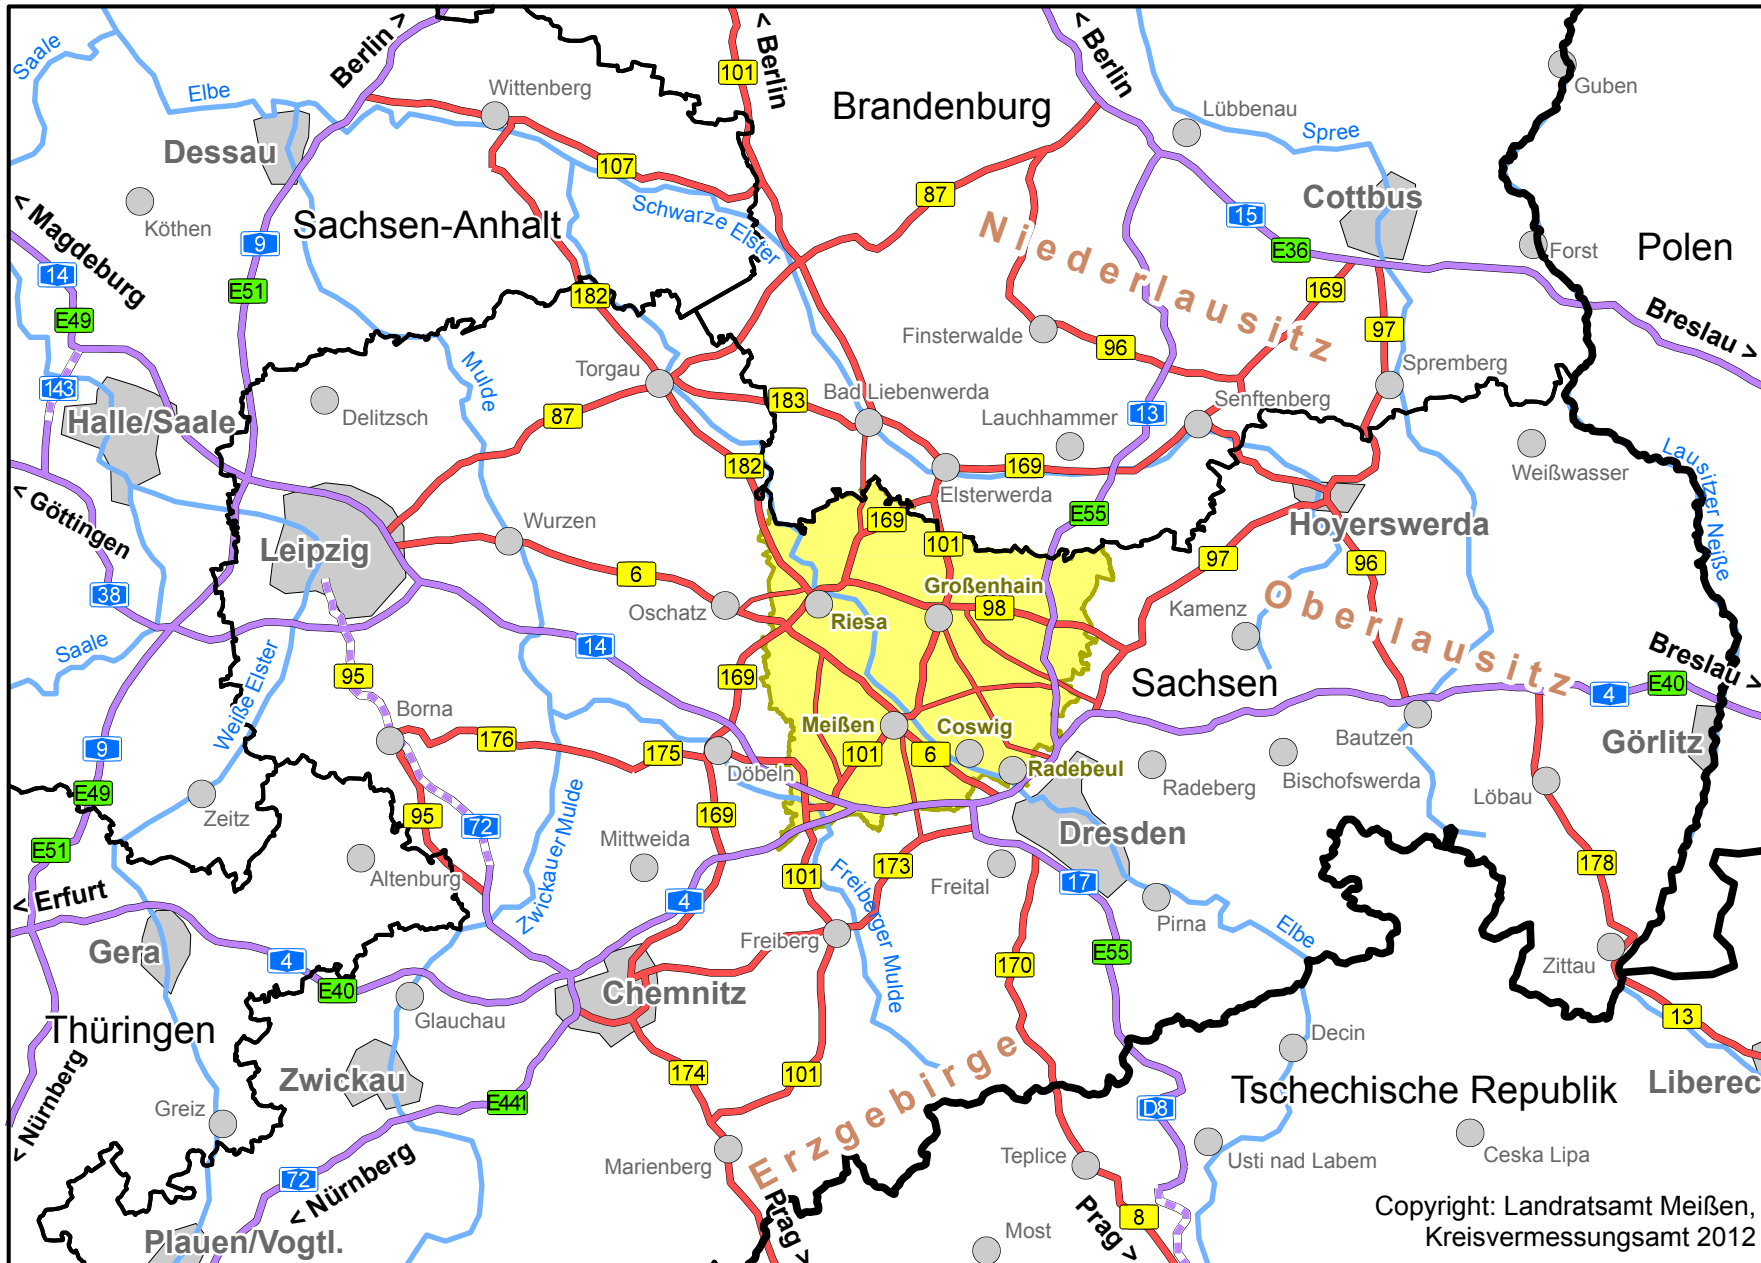 Saale
Elbe
Berlin >
Wittenberg
101
< Berlin
< Berlin
Brandenburg
Lübbenau
Spree
Guben
Dessau
107
87
Köthen
< Magdeburg
Sachsen-Anhalt
Schwarze Elster
9
14
E51
E49
182
Niederlausitz
15
E36
Cottbus
Forst
Polen
169
97
Breslau >
Finsterwalde
96
Spremberg
143
Mulde
Torgau
183
Bad Liebenwerda
Lauchhammer
13
Senftenberg
Delitzsch
87
Halle/Saale
182
169
Elsterwerda
Weißwasser
Lausitzer Neiße
< Göttingen
Leipzig
Wurzen
169
101
E55
Hoyerswerda
97
96
38
6
Oschatz
Großenhain
98
Riesa
Kamenz
Oberlausitz
Saale
Weiße Elster
14
95
169
Sachsen
Breslau >
E40
4
Borna
176
175
Döbeln
Meißen
Coswig
101
6
Radebeul
Radeberg
Bischofswerda
Bautzen
Görlitz
9
E49
Zeitz
95
72
Zwickauer Mulde
169
Mittweida
Dresden
Löbau
E51
Altenburg
101
173
Freiberger Mulde
Freital
17
Pirna
178
< Erfurt
4
Gera
4
E40
Freiberg
170
E55
Elbe
Zittau
Chemnitz
Glauchau
Thüringen
13
Decin
< Nürnberg
Zwickau
174
101
Erzgebirge
D8
Tschechische Republik
Liberec
Greiz
E441
Marienberg
Teplice
Usti nad Labem
Ceska Lipa
72
< Nürnberg
Prag >
Prag >
8
Most
Plauen/Vogtl.
Copyright: Landratsamt Meißen,
Kreisvermessungsamt 2012